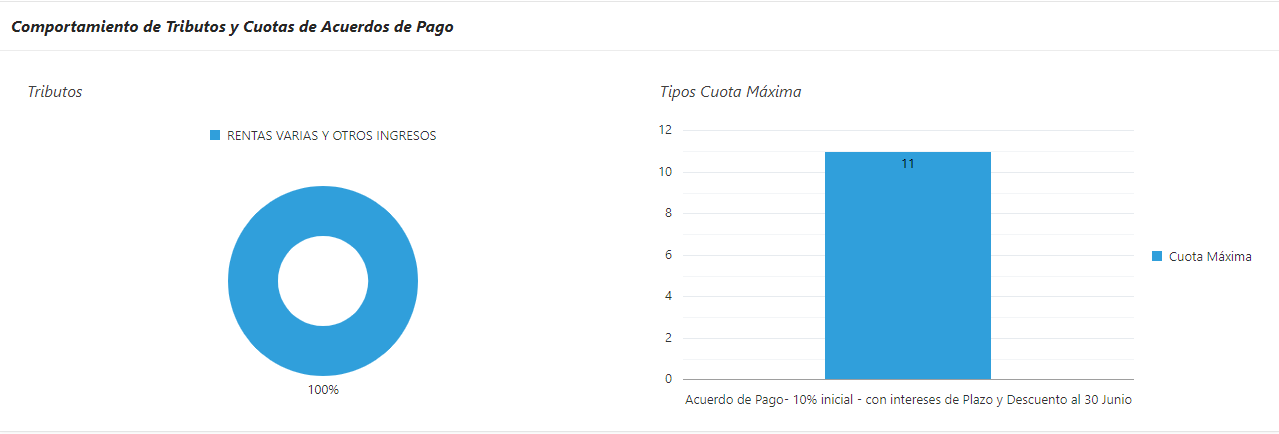 Comportamiento de Tributos y Cuotas de Acuerdos de Pago
Tributos
RENTAS VARIAS Y OTROS INGRESOS
100%
Tipos Cuota Máxima
12
10
8
6
4
2
0
11
Acuerdo de Pago- 10% inicial - con intereses de Plazo y Descuento al 30 Junio
Cuota Máxima